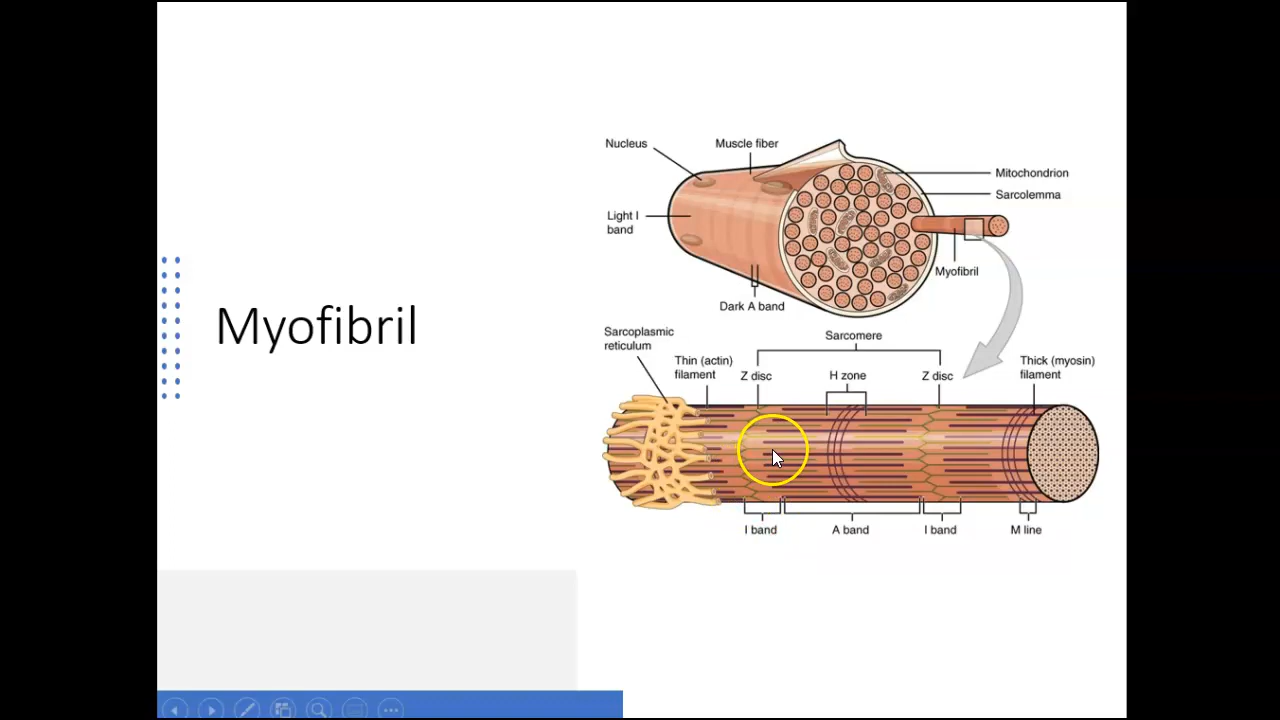 Myofibril
Nucleus
Muscle fiber
Mitochondrion
Sarcolemma
Light I
band
Myofibril
Dark A band
Sarcoplasmic
reticulum
Sarcomere
Thin (actin)
filament
Z disc
H zone
Z disc
Thick (myosin)
filament
I band
A band
I band
M line